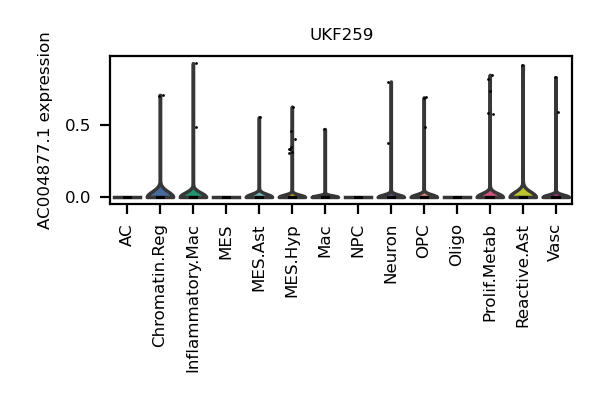 UKF259
AC004877.1 expression
0.5
0.0
AC
Chromatin.Reg
Inflammatory.Mac
MES
MES.Ast
MES.Hyp
Mac
NPC
Neuron
OPC
Oligo
Prolif.Metab
Reactive.Ast
Vasc